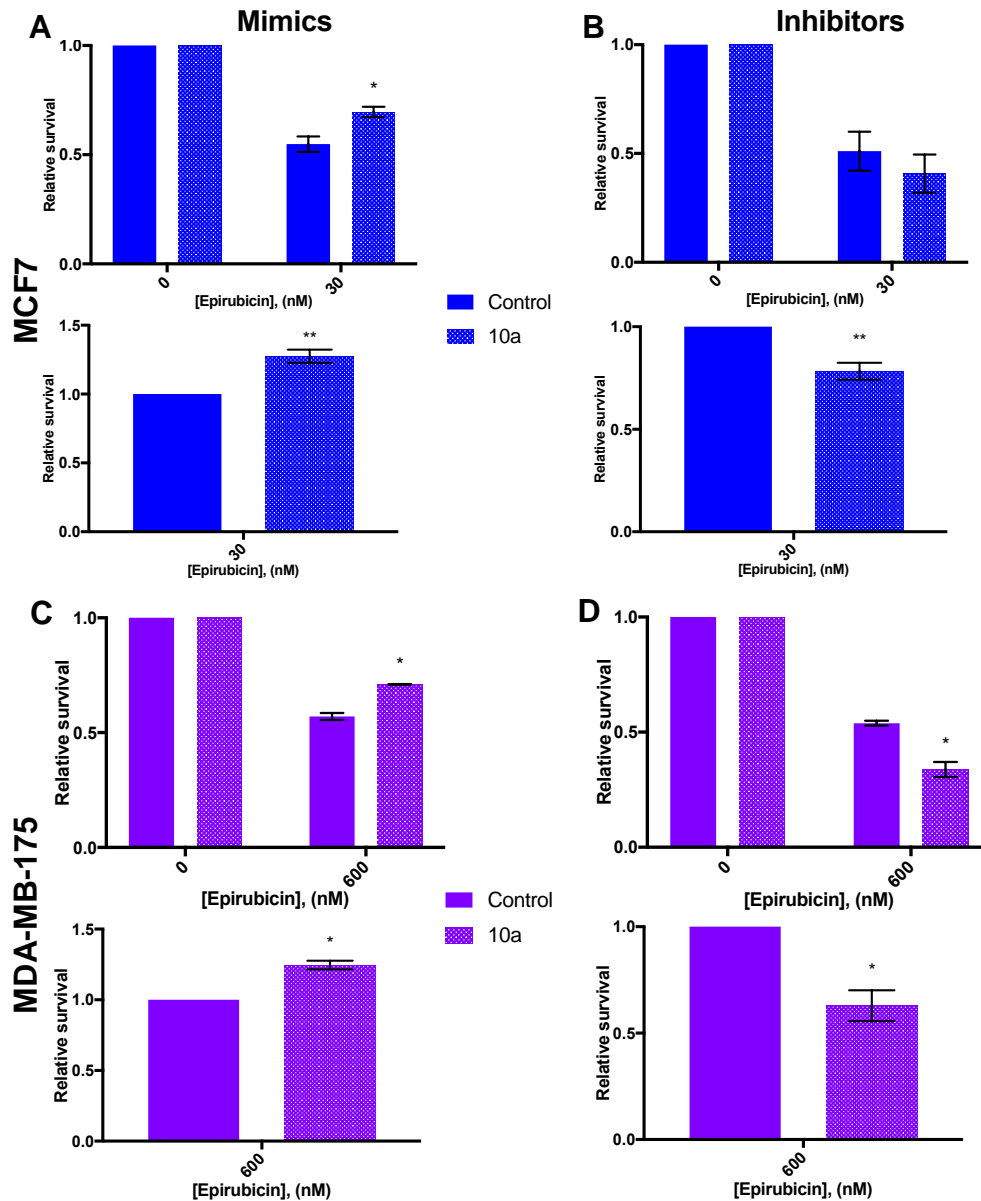 Mimics
Inhibitors
A
1.0
0.5
0.0
Relative survival
*
0
30
[Epirubicin], (nM)
B
1.0
0.5
0.0
Relative survival
0
30
[Epirubicin], (nM)
MCF7
Control
10a
1.5
1.0
0.5
0.0
Relative survival
**
30
[Epirubicin], (nM)
1.0
0.5
0.0
Relative survival
**
30
[Epirubicin], (nM)
C
1.0
0.5
0.0
Relative survival
*
0
600
[Epirubicin], (nM)
D
1.0
0.5
0.0
Relative survival
*
0
600
[Epirubicin], (nM)
MDA-MB-175
Control
10a
1.5
1.0
0.5
0.0
Relative survival
*
600
[Epirubicin], (nM)
1.0
0.5
0.0
Relative survival
*
600
[Epirubicin], (nM)